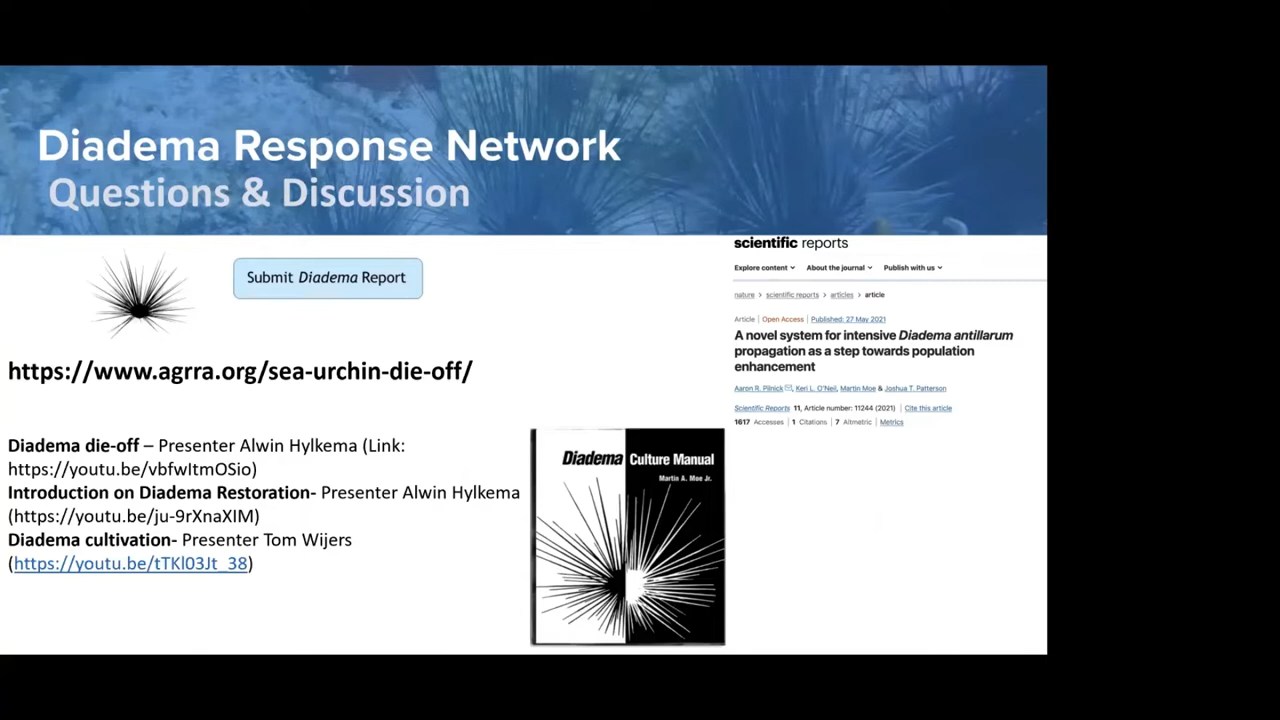 Diadema Response Network
Questions & Discussion
Submit Diadema Report
https://www.agrra.org/sea-urchin-die-off/
Diadema die-off – Presenter Alwin Hylkema (Link:
https://youtu.be/vbfwItmOSio)
Introduction on Diadema Restoration- Presenter Alwin Hylkema
(https://youtu.be/ju-9rXnaXIM)
Diadema cultivation- Presenter Tom Wijers
(https://youtu.be/tTKl03Jt_38)
Diadema Culture Manual
Martin A. Moe Jr.
scientific reports
Explore content About the journal Publish with us
nature > scientific reports > articles > article
Article | Open Access | Published: 27 May 2021
A novel system for intensive Diadema antillarum
propagation as a step towards population
enhancement
Aaron R. Pilnick, Keri L. O'Neil, Martin Moe & Joshua T. Patterson
Scientific Reports 11, Article number: 11244 (2021) | Cite this article
1617 Accesses | 1 Citations | 7 Altmetric | Metrics